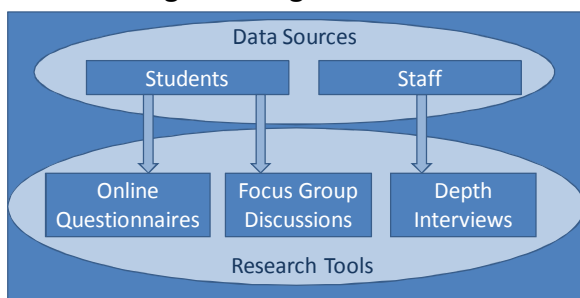 Data Sources
Students
Staff
Online
Questionnaires
Focus Group
Discussions
Depth
Interviews
Research Tools